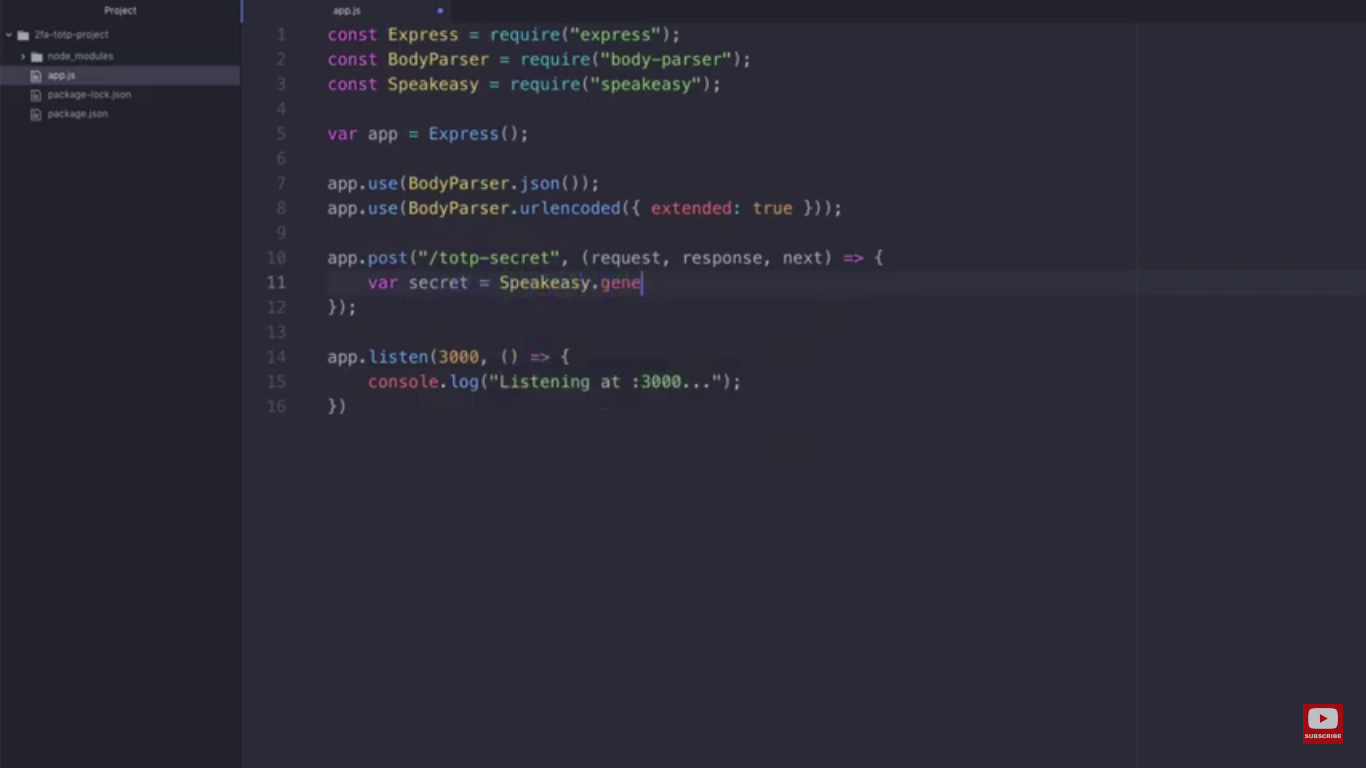 Project
2fa-totp-project
node_modules
app.js
package-lock.json
package.json
app.js
1 const Express = require("express");
2 const BodyParser = require("body-parser");
3 const Speakeasy = require("speakeasy");
4
5 var app = Express();
6
7 app.use(BodyParser.json());
8 app.use(BodyParser.urlencoded({ extended: true }));
9
10 app.post("/totp-secret", (request, response, next) => {
11     var secret = Speakeasy.gene
12 });
13
14 app.listen(3000, () => {
15     console.log("Listening at :3000...");
16 })
SUBSCRIBE